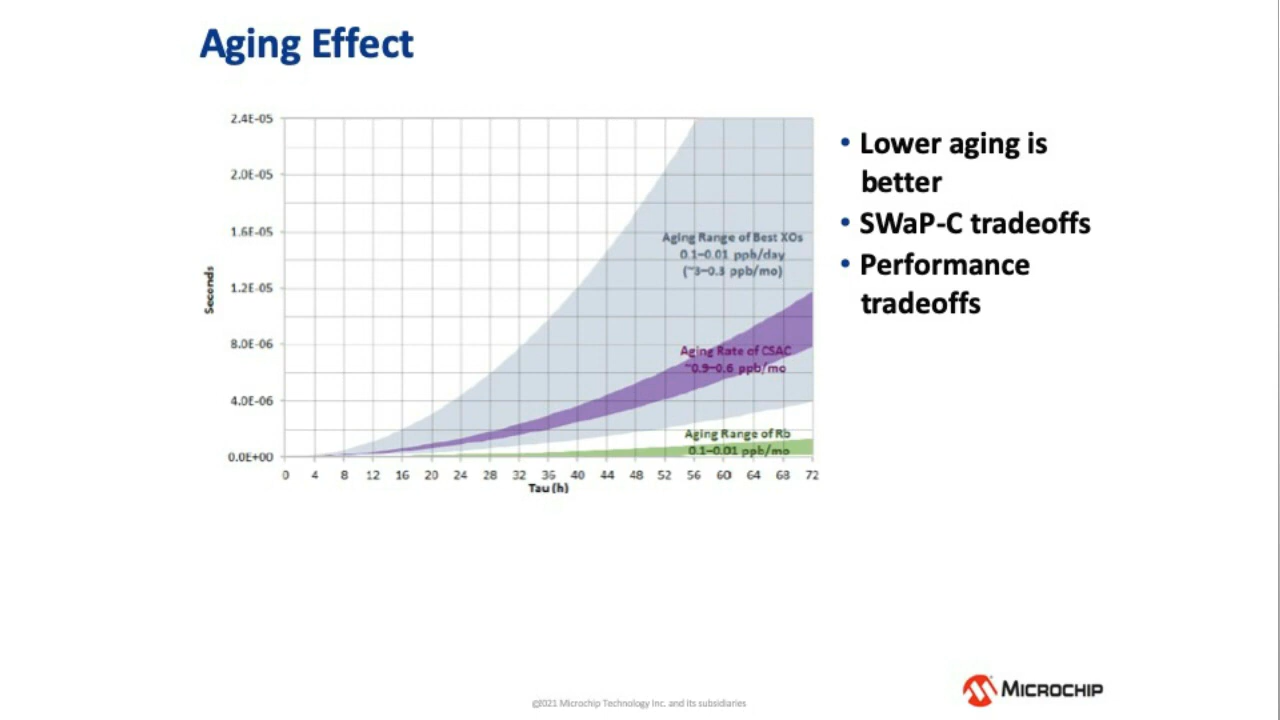 Aging Effect
2.4E-05
2.0E-05
1.6E-05
1.2E-05
8.0E-06
4.0E-06
0.0E+00
Seconds
0 4 8 12 16 20 24 28 32 36 40 44 48 52 56 60 64 68 72
Tau (h)
Aging Range of Best XOs
0.1–0.01 ppb/day
(~3–0.3 ppb/mo)
Aging Rate of CSAC
~0.9–0.6 ppb/mo
Aging Range of Rb
0.1–0.01 ppb/mo
• Lower aging is
better
• SWaP-C tradeoffs
• Performance
tradeoffs
©2021 Microchip Technology Inc. and its subsidiaries
MICROCHIP